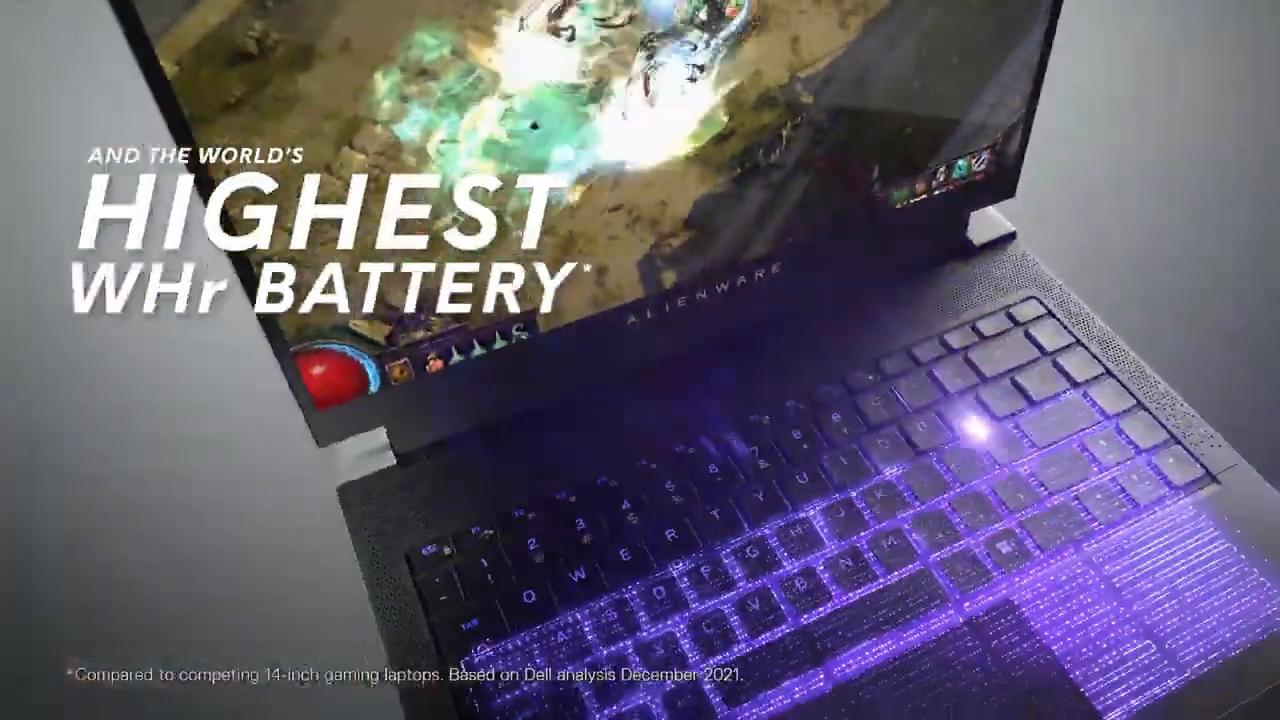 AND THE WORLD'S
HIGHEST
WHr BATTERY*
ALIENWARE
*Compared to competing 14-inch gaming laptops. Based on Dell analysis December 2021.